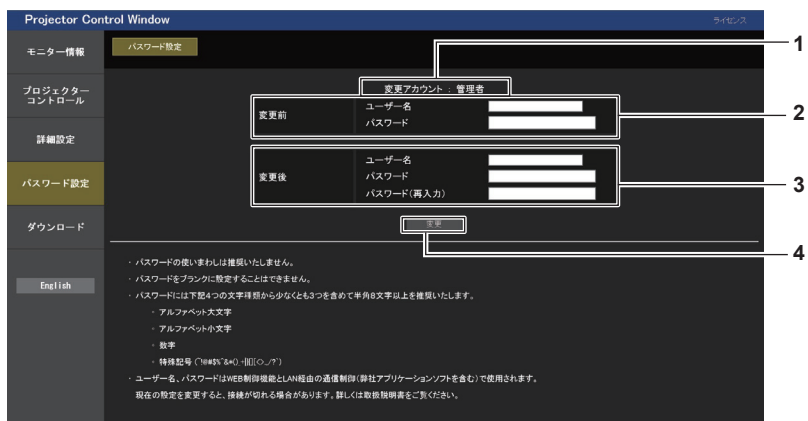 Projector Control Window
ライセンス
モニター情報
パスワード設定
1
プロジェクター
コントロール
変更アカウント : 管理者
変更前
ユーザー名
パスワード
2
詳細設定
変更後
ユーザー名
パスワード
パスワード(再入力)
3
パスワード設定
ダウンロード
変更
4
English
・ パスワードの使いまわしは推奨いたしません。
・ パスワードをブランクに設定することはできません。
・ パスワードには下記4つの文字種類から少なくとも3つを含めて半角8文字以上を推奨いたします。
・ アルファベット大文字
・ アルファベット小文字
・ 数字
・ 特殊記号
・ ユーザー名、パスワードはWEB制御機能とLAN経由の通信制御(弊社アプリケーションソフトを含む)で使用されます。
現在の設定を変更すると、接続が切れる場合があります。詳しくは取扱説明書をご覧ください。